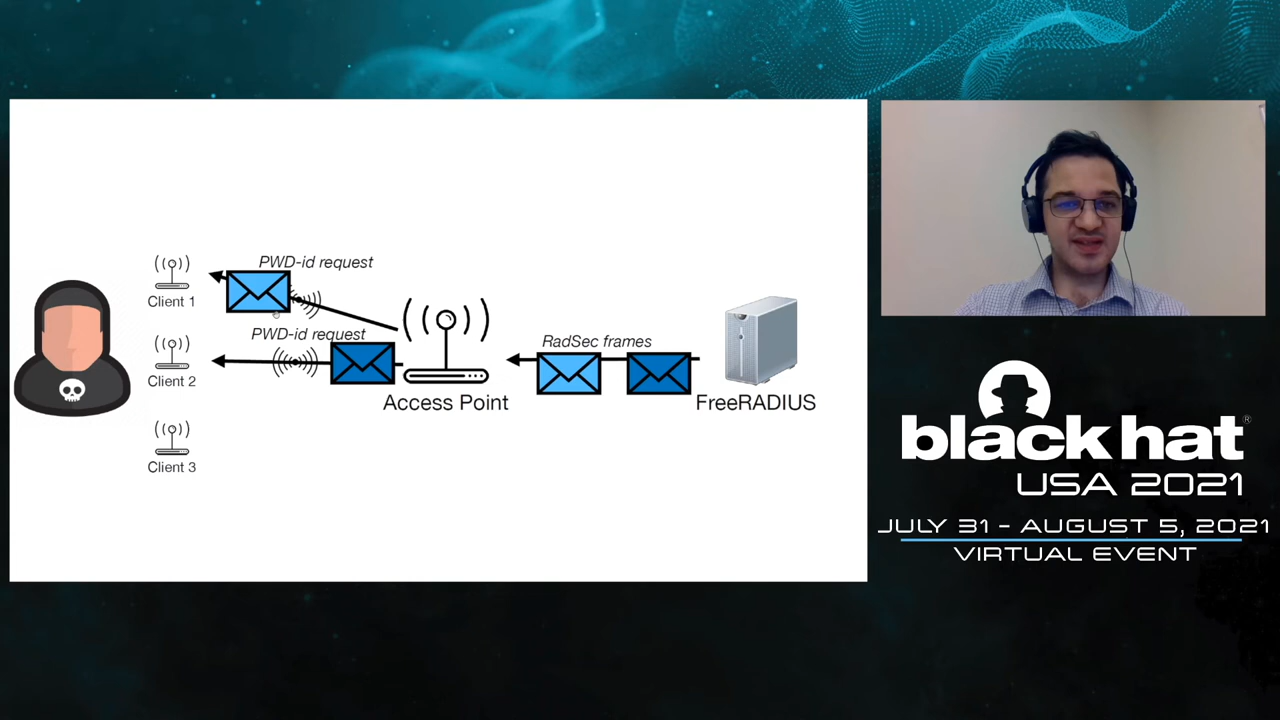 PWD-id request
Client 1
PWD-id request
Client 2
Client 3
Access Point
RadSec frames
FreeRADIUS
black hat®
USA 2021
JULY 31 - AUGUST 5, 2021
VIRTUAL EVENT